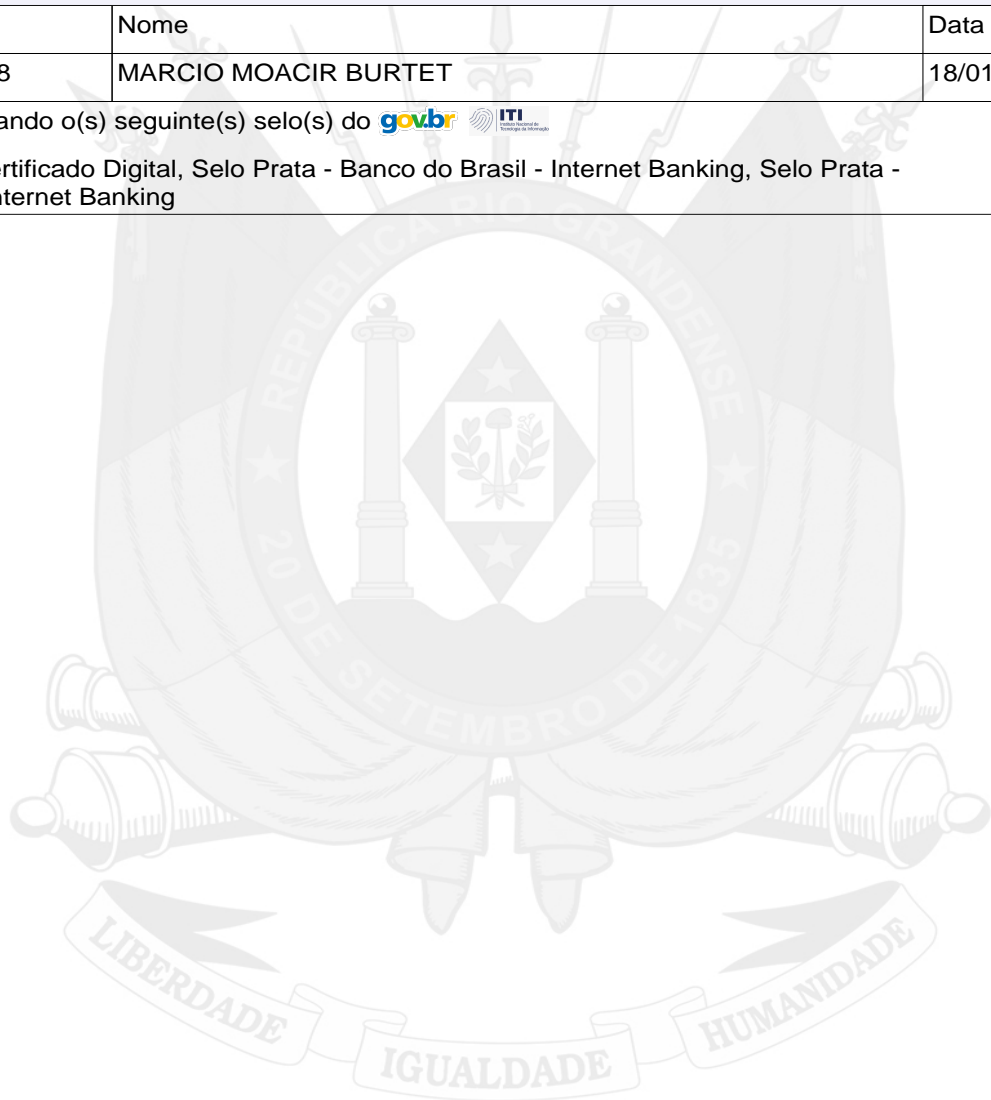 Nome Data
8 MARCIO MOACIR BURTET 18/01
ando o(s) seguinte(s) selo(s) do gov.br ITI
ertificado Digital, Selo Prata - Banco do Brasil - Internet Banking, Selo Prata -
nternet Banking
REPÚBLICA RIO GRANDENSE
20 DE SETEMBRO DE 1835
LIBERDADE IGUALDADE HUMANIDADE